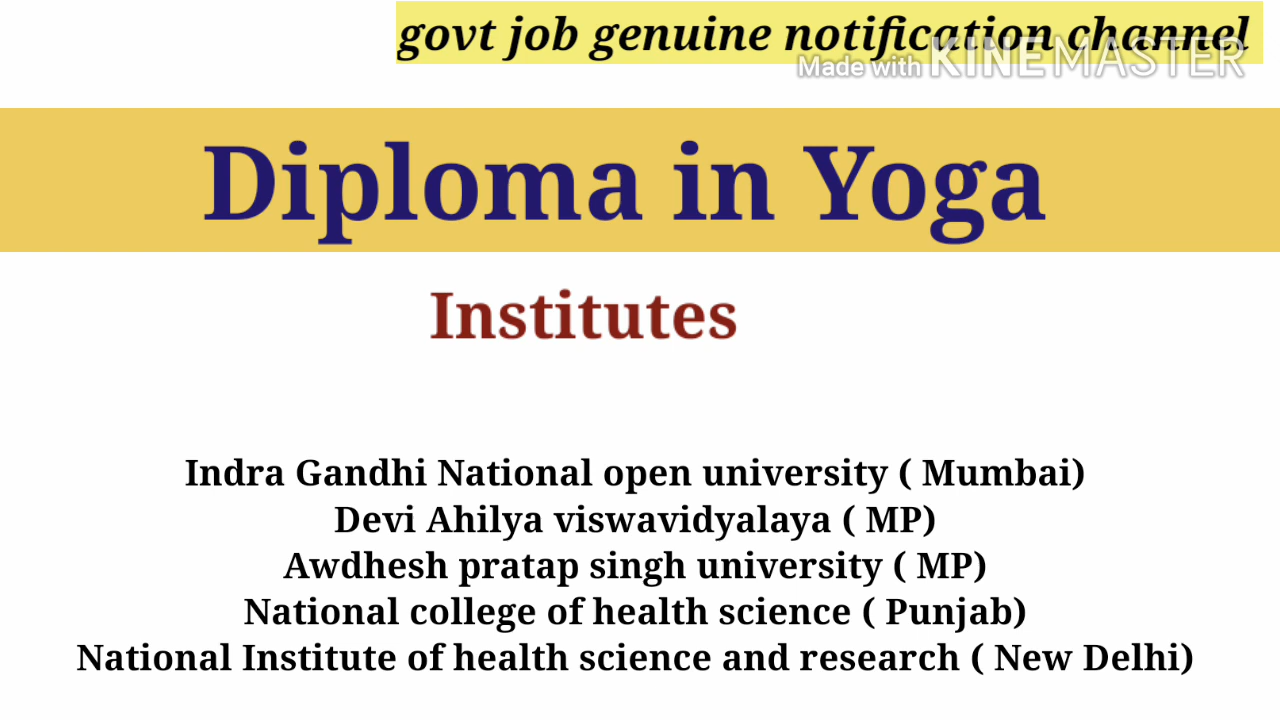 govt job genuine notification channel
Made with KINEMASTER
Diploma in Yoga
Institutes
Indra Gandhi National open university ( Mumbai)
Devi Ahilya viswavidyalaya ( MP)
Awdhesh pratap singh university ( MP)
National college of health science ( Punjab)
National Institute of health science and research ( New Delhi)